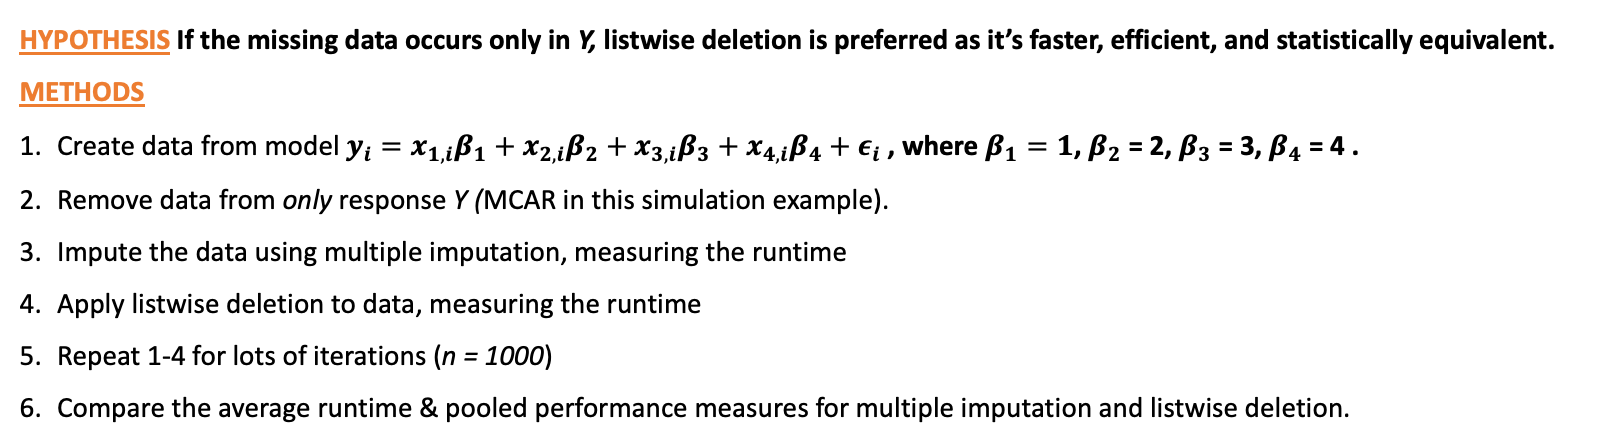 HYPOTHESIS If the missing data occurs only in Y, listwise deletion is preferred as it’s faster, efficient, and statistically equivalent.
METHODS
1. Create data from model yᵢ = x₁,ᵢβ₁ + x₂,ᵢβ₂ + x₃,ᵢβ₃ + x₄,ᵢβ₄ + ϵᵢ , where β₁ = 1, β₂ = 2, β₃ = 3, β₄ = 4 .
2. Remove data from only response Y (MCAR in this simulation example).
3. Impute the data using multiple imputation, measuring the runtime
4. Apply listwise deletion to data, measuring the runtime
5. Repeat 1-4 for lots of iterations (n = 1000)
6. Compare the average runtime & pooled performance measures for multiple imputation and listwise deletion.